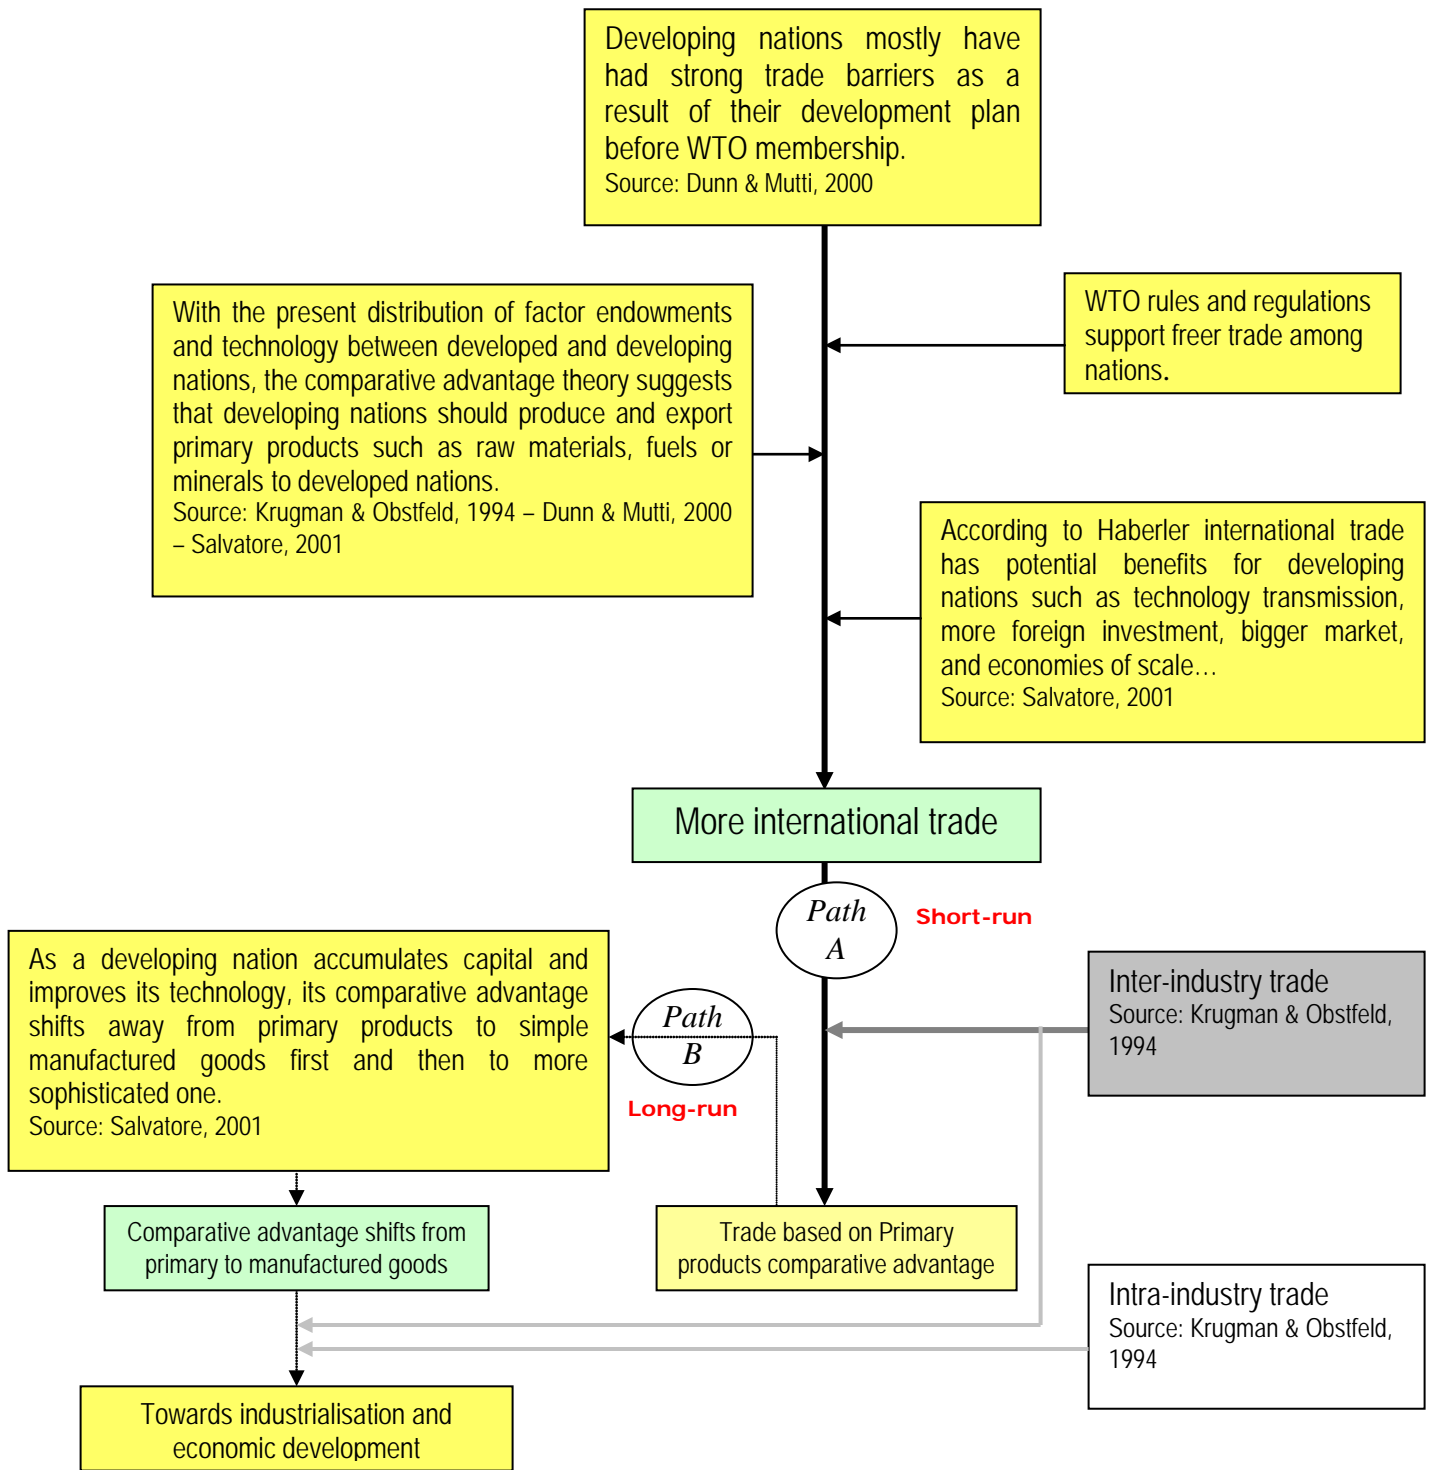 Developing nations mostly have
had strong trade barriers as a
result of their development plan
before WTO membership.
Source: Dunn & Mutti, 2000
With the present distribution of factor endowments
and technology between developed and developing
nations, the comparative advantage theory suggests
that developing nations should produce and export
primary products such as raw materials, fuels or
minerals to developed nations.
Source: Krugman & Obstfeld, 1994 – Dunn & Mutti, 2000
– Salvatore, 2001
WTO rules and regulations
support freer trade among
nations.
According to Haberler international trade
has potential benefits for developing
nations such as technology transmission,
more foreign investment, bigger market,
and economies of scale…
Source: Salvatore, 2001
More international trade
Path
A
Short-run
As a developing nation accumulates capital and
improves its technology, its comparative advantage
shifts away from primary products to simple
manufactured goods first and then to more
sophisticated one.
Source: Salvatore, 2001
Path
B
Long-run
Inter-industry trade
Source: Krugman & Obstfeld,
1994
Comparative advantage shifts from
primary to manufactured goods
Trade based on Primary
products comparative advantage
Intra-industry trade
Source: Krugman & Obstfeld,
1994
Towards industrialisation and
economic development